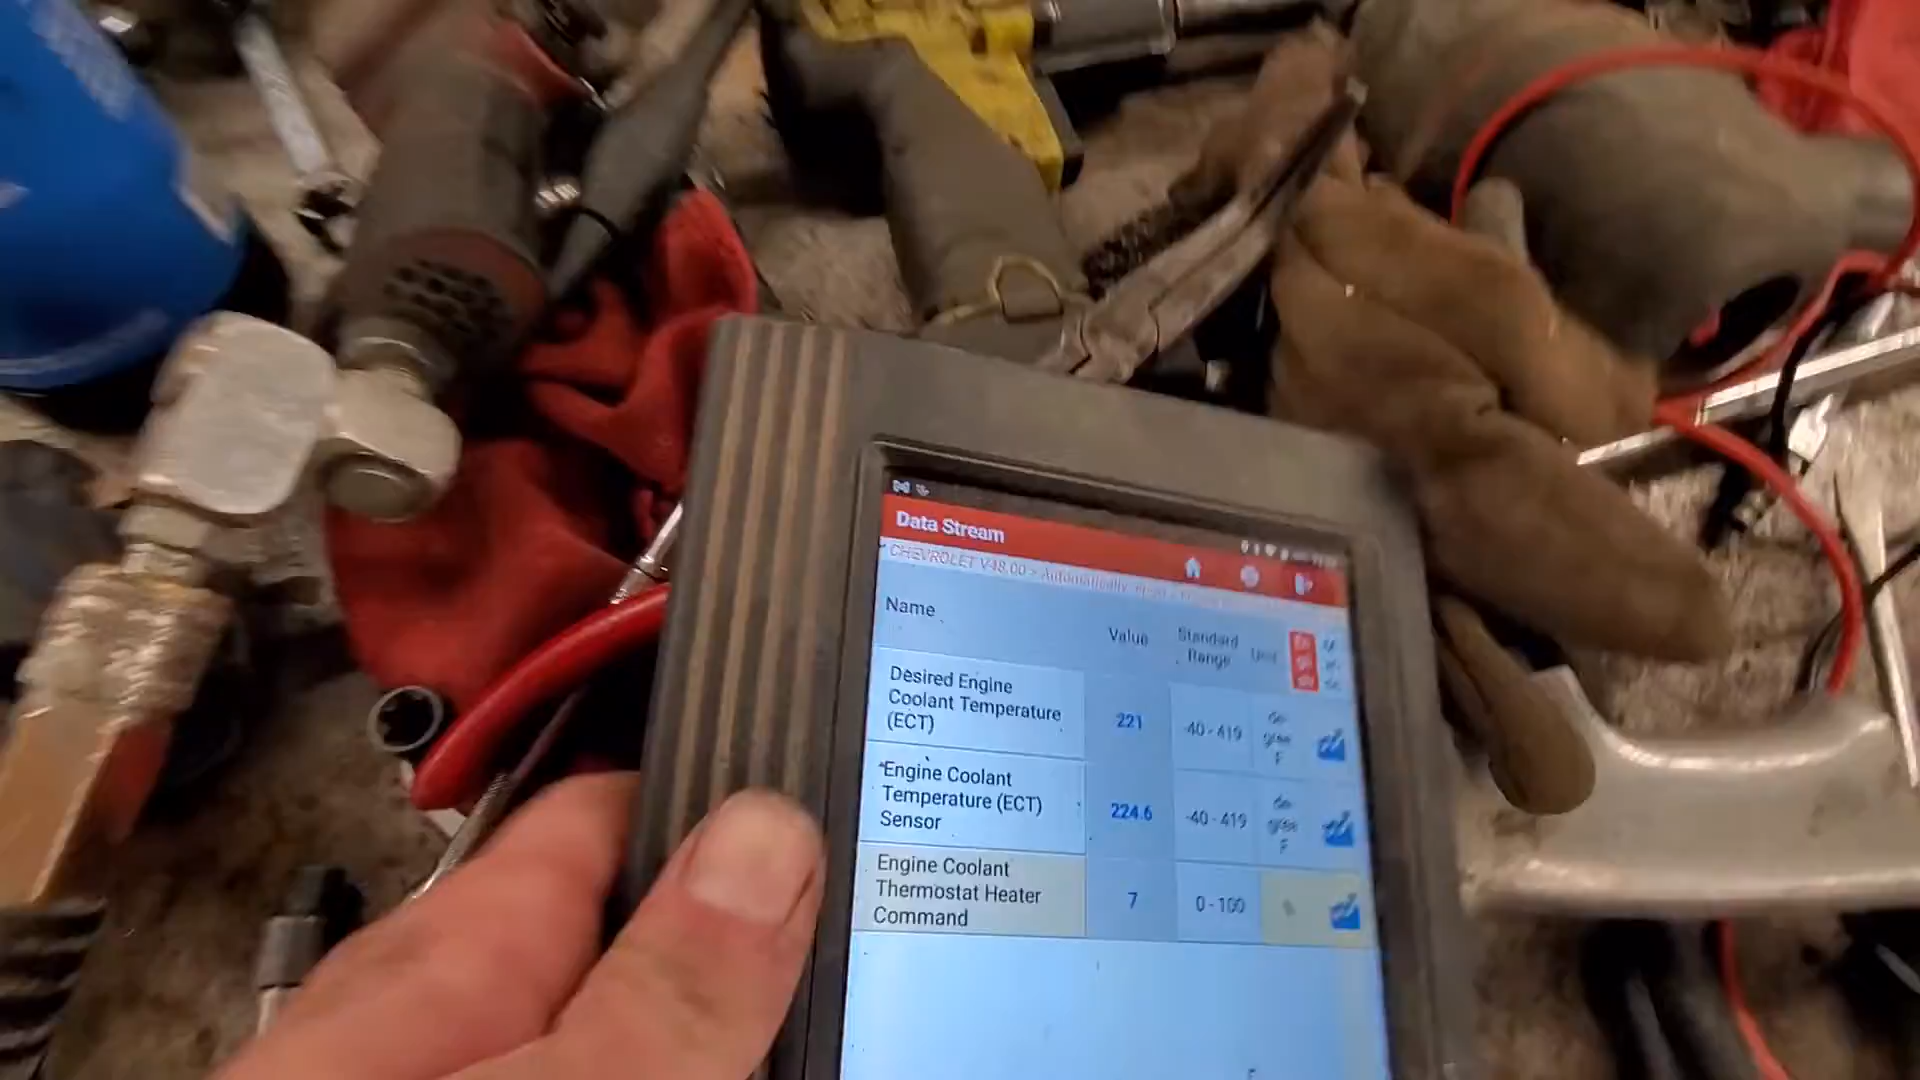 Data Stream
CHEVROLET V48.00 > Automatically
Name
Value
Standard
Range
Unit
Desired Engine
Coolant Temperature
(ECT)
221
-40 - 419
de
gree
F
Engine Coolant
Temperature (ECT)
Sensor
224.6
-40 - 419
de
gree
F
Engine Coolant
Thermostat Heater
Command
7
0 - 100
%